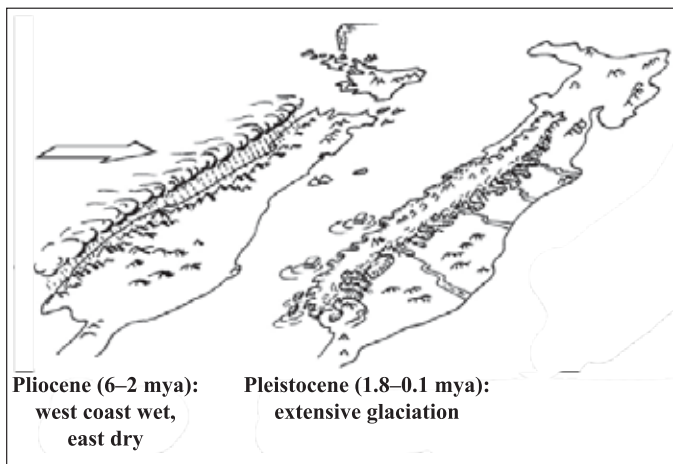 Pliocene (6–2 mya):
west coast wet,
east dry
Pleistocene (1.8–0.1 mya):
extensive glaciation